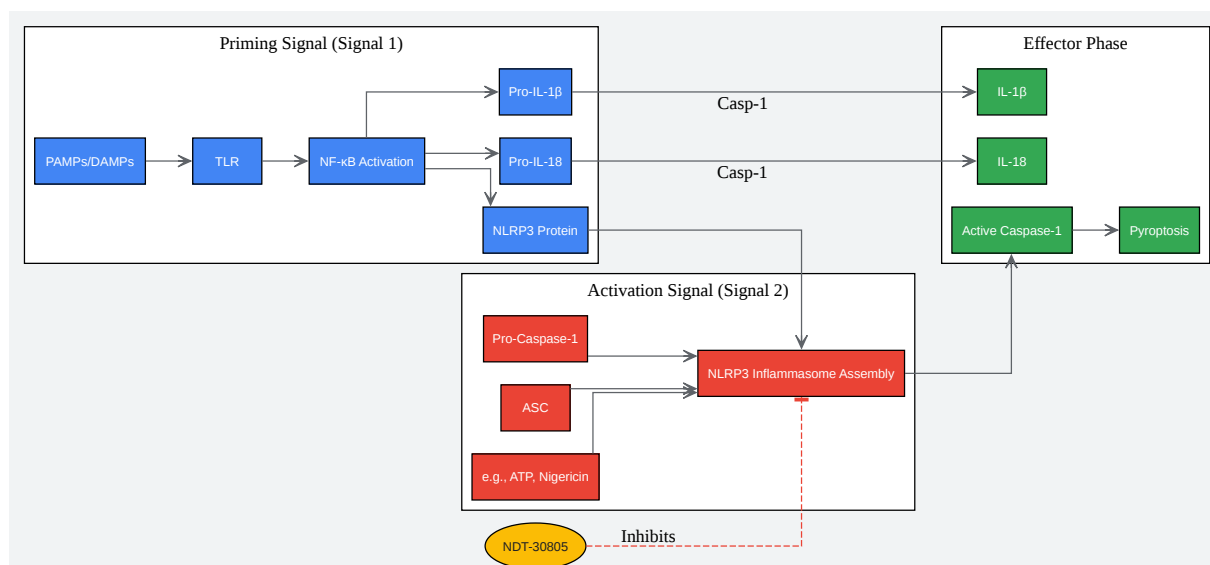 Priming Signal (Signal 1)
Effector Phase
Pro-IL-1β
IL-1β
Casp-1
PAMPs/DAMPs
TLR
NF-κB Activation
Pro-IL-18
IL-18
Casp-1
NLRP3 Protein
Active Caspase-1
Pyroptosis
Activation Signal (Signal 2)
Pro-Caspase-1
NLRP3 Inflammasome Assembly
ASC
e.g., ATP, Nigericin
Inhibits
NDT-30805